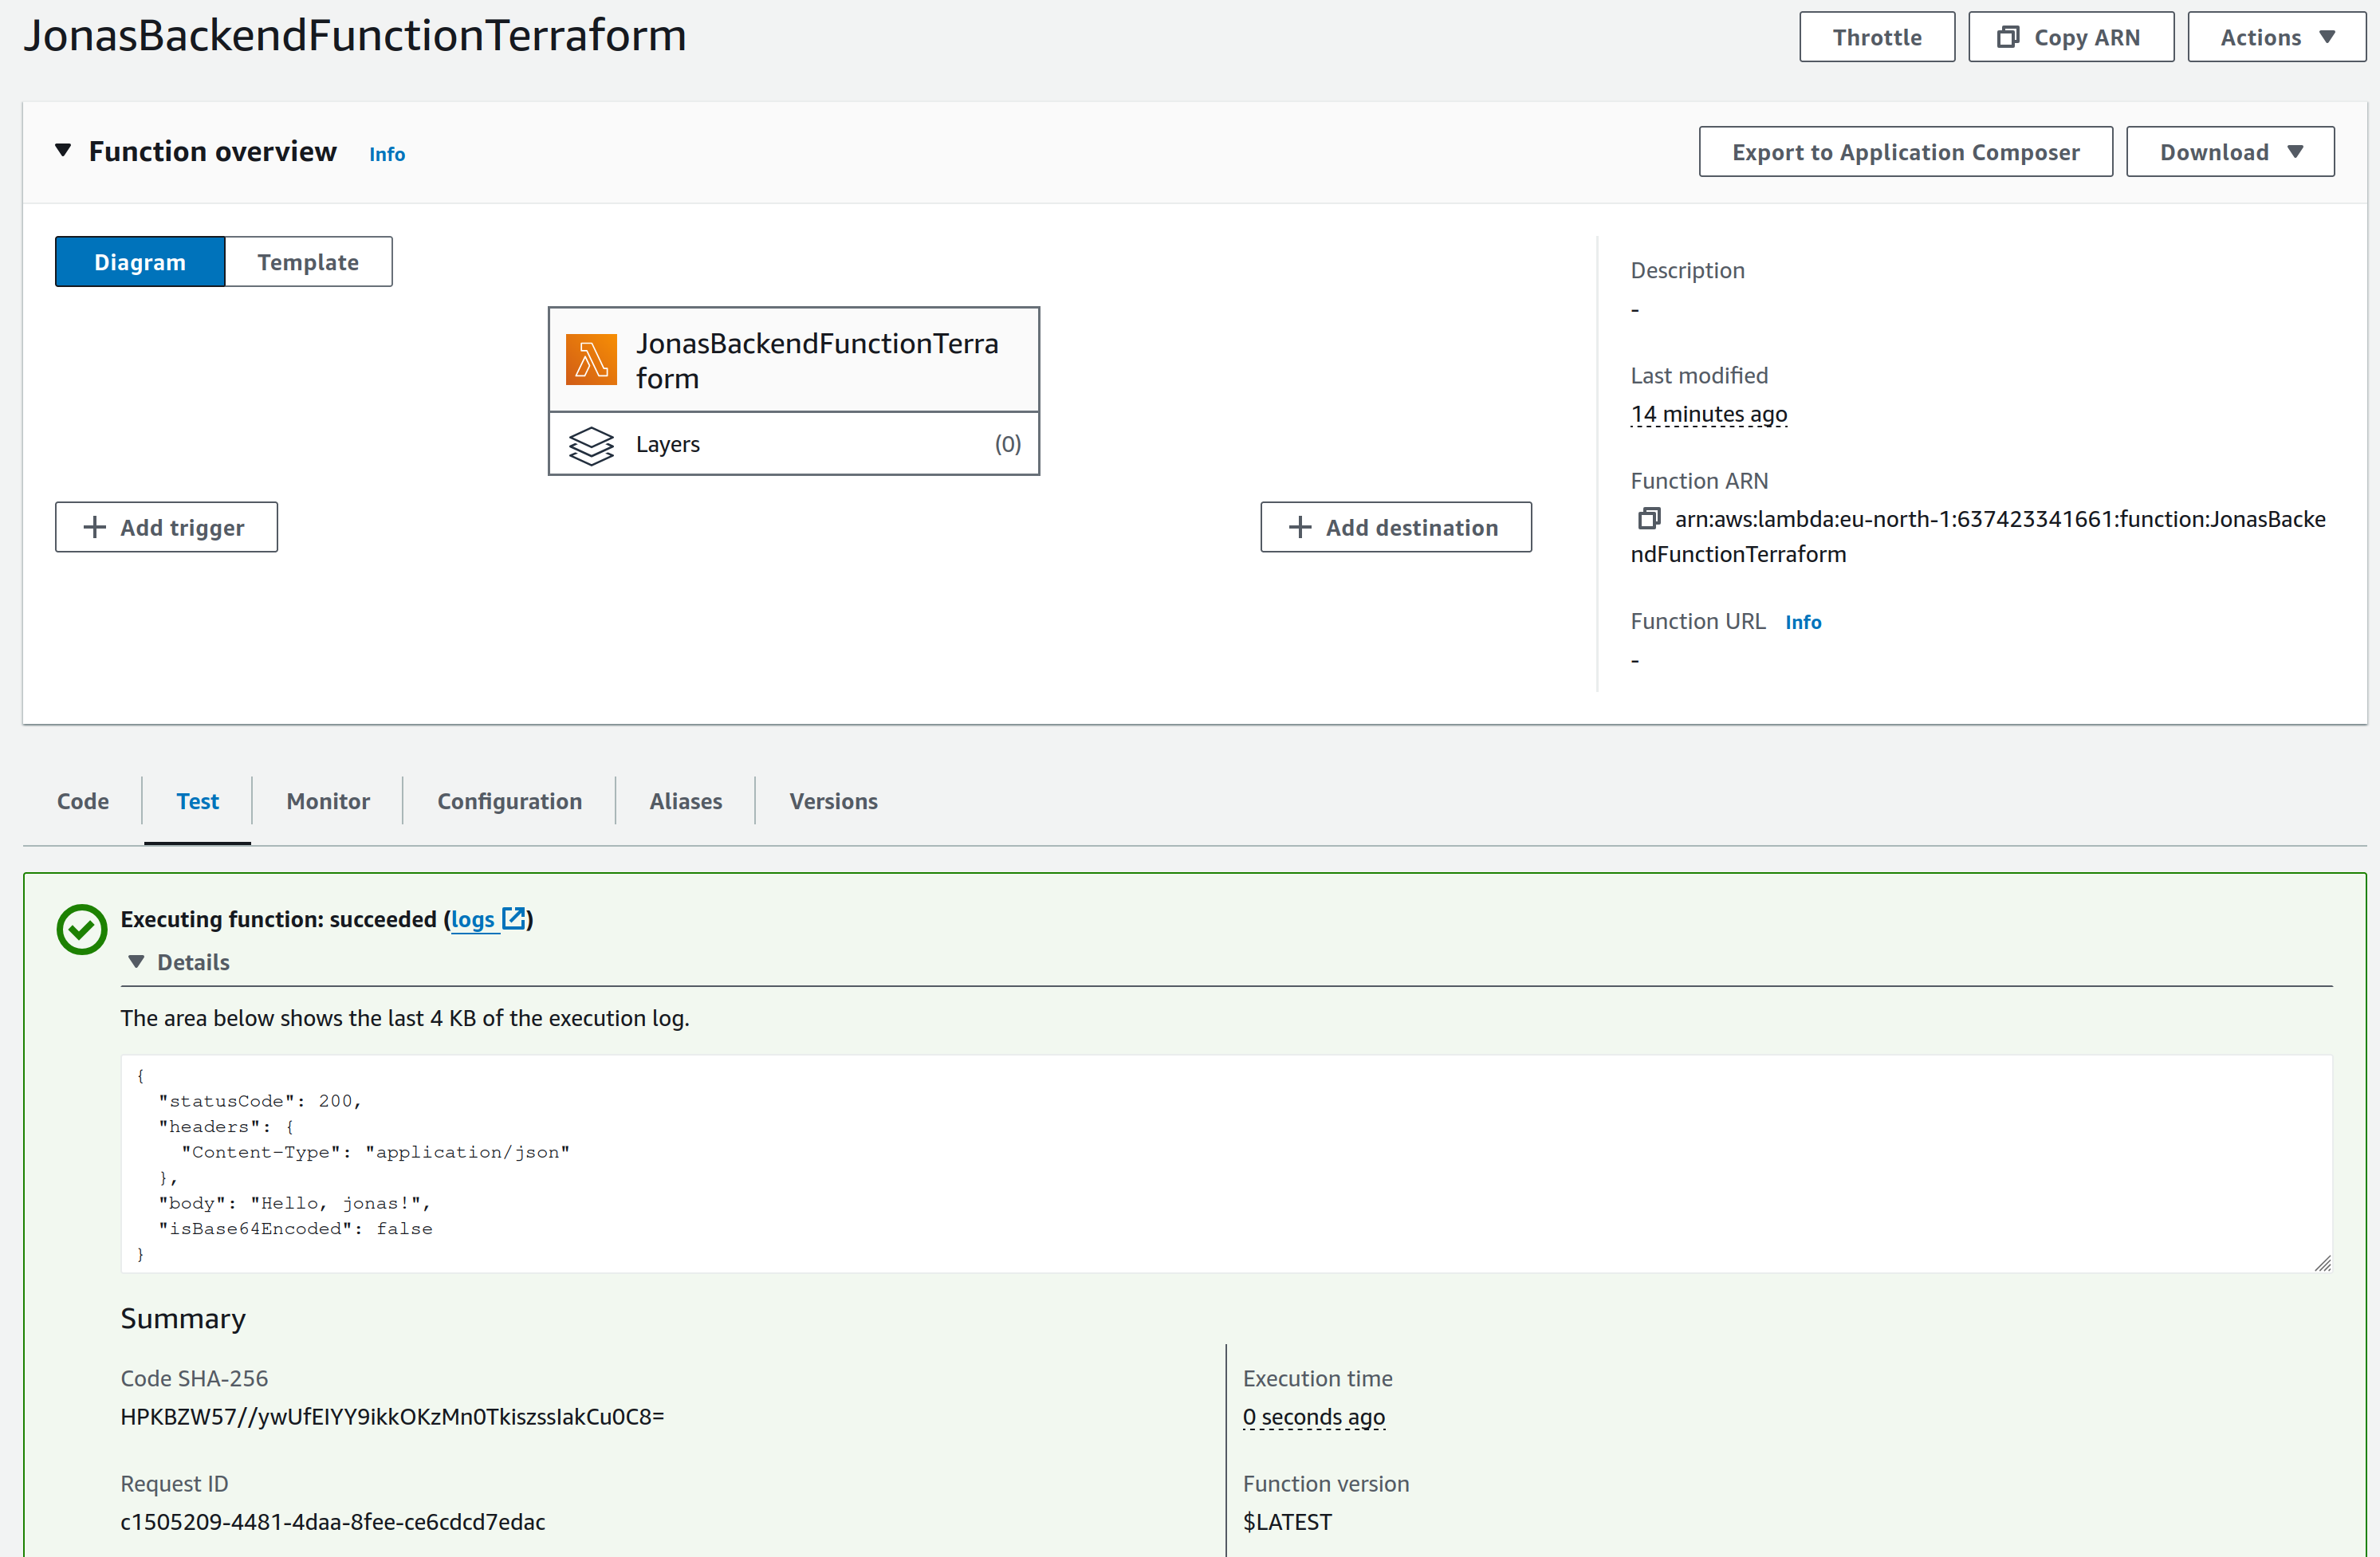 JonasBackendFunctionTerraform
Throttle
Copy ARN
Actions
Function overview
Info
Export to Application Composer
Download
Diagram
Template
JonasBackendFunctionTerra
form
Layers
(0)
Add trigger
Add destination
Description
-
Last modified
14 minutes ago
Function ARN
arn:aws:lambda:eu-north-1:637423341661:function:JonasBacke
ndFunctionTerraform
Function URL Info
-
Code
Test
Monitor
Configuration
Aliases
Versions
Executing function: succeeded (logs)
Details
The area below shows the last 4 KB of the execution log.
{
"statusCode": 200,
"headers": {
"Content-Type": "application/json"
},
"body": "Hello, jonas!",
"isBase64Encoded": false
}
Summary
Code SHA-256
HPKBZW57//ywUfEIYY9ikkOKzMn0TkiszssIakCu0C8=
Execution time
0 seconds ago
Request ID
c1505209-4481-4daa-8fee-ce6cdcd7edac
Function version
$LATEST